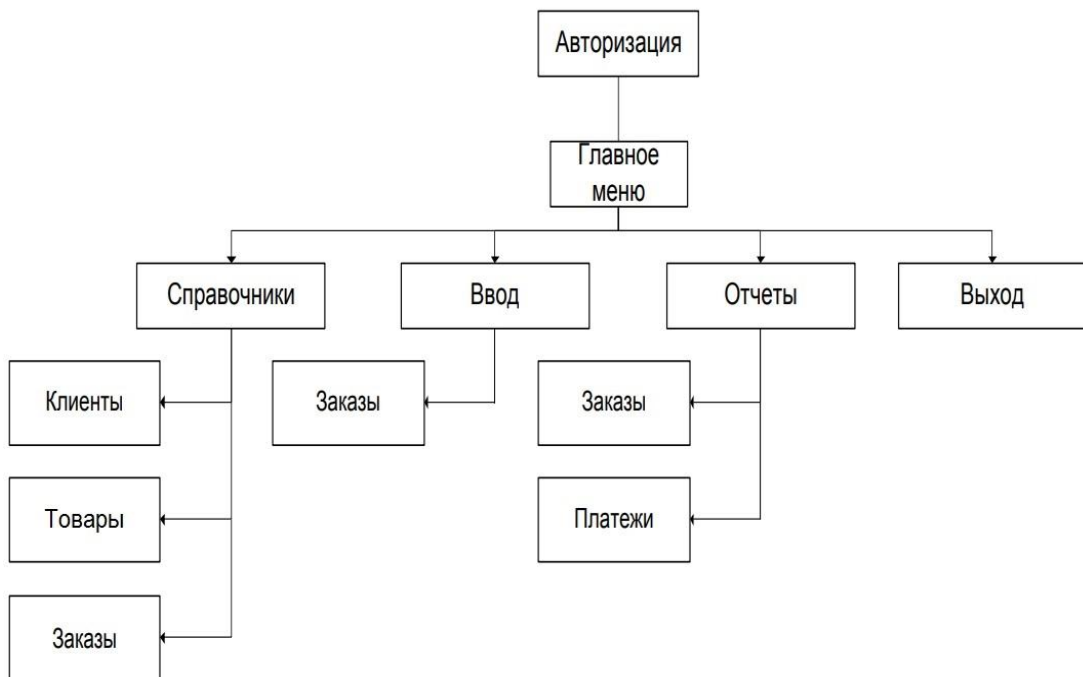 Авторизация
Главное
меню
Справочники
Ввод
Отчеты
Выход
Клиенты
Заказы
Заказы
Товары
Платежи
Заказы